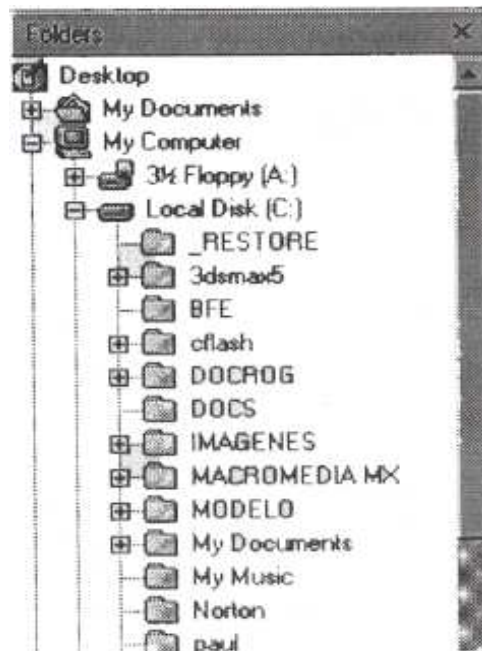 Folders
Desktop
My Documents
My Computer
3½ Floppy (A:)
Local Disk (C:)
_RESTORE
3dsmax5
BFE
cflash
DOCROG
DOCS
IMAGENES
MACROMEDIA MX
MODELO
My Documents
My Music
Norton
paul